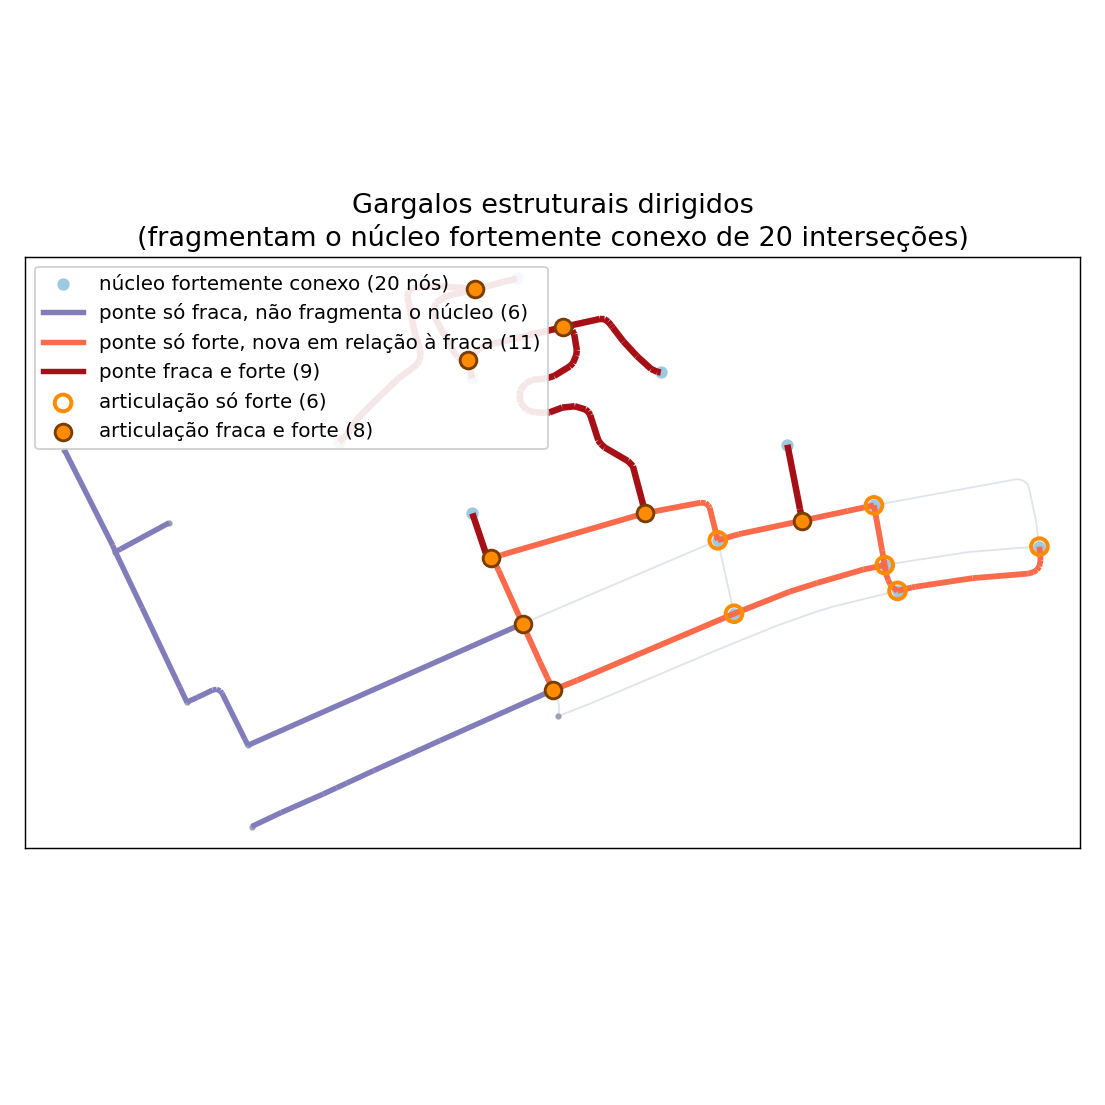 Gargalos estruturais dirigidos
(fragmentam o núcleo fortemente conexo de 20 interseções)
núcleo fortemente conexo (20 nós)
ponte só fraca, não fragmenta o núcleo (6)
ponte só forte, nova em relação à fraca (11)
ponte fraca e forte (9)
articulação só forte (6)
articulação fraca e forte (8)